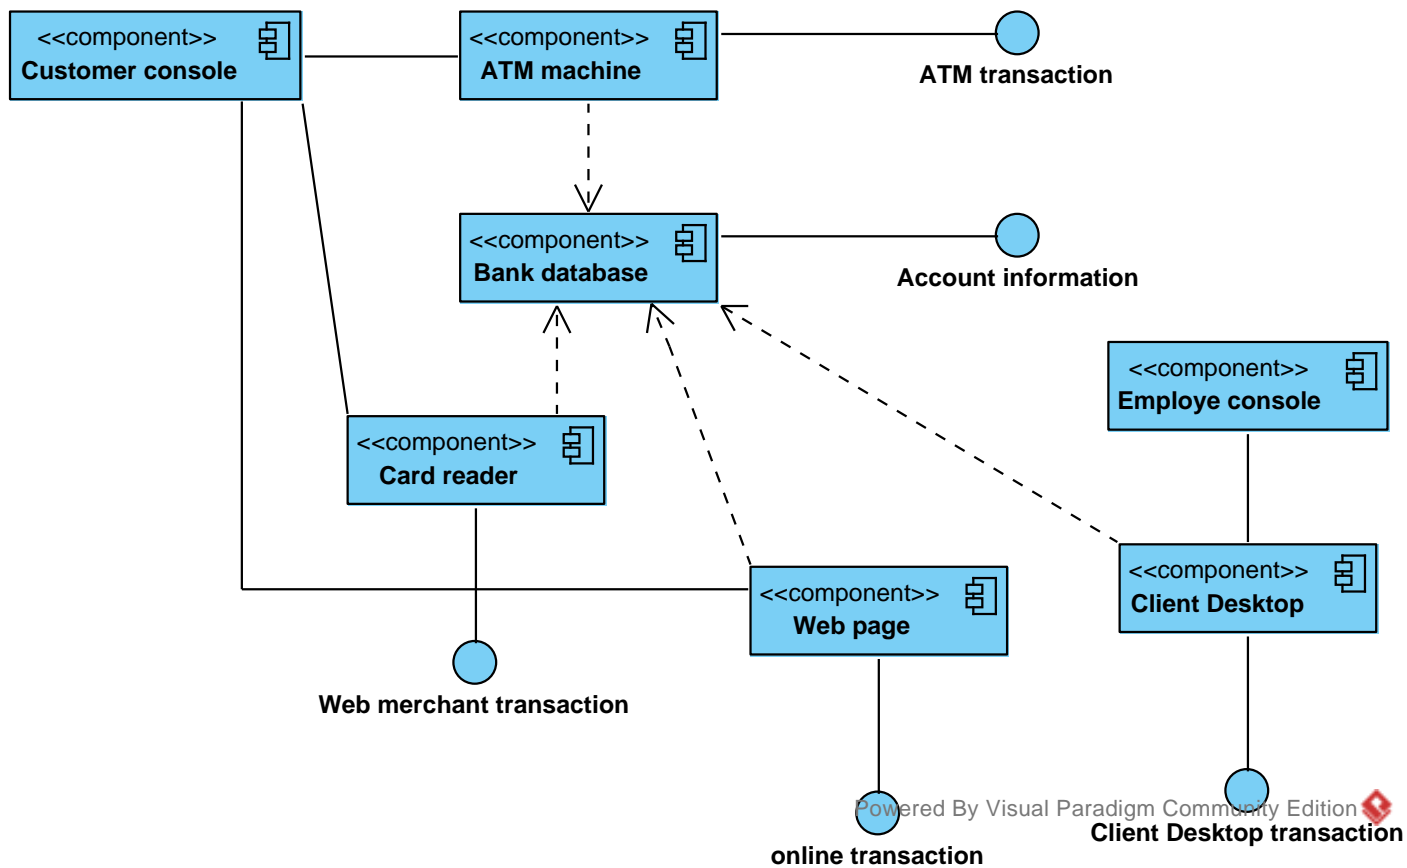 <<component>>
Customer console
<<component>>
ATM machine
ATM transaction
<<component>>
Bank database
Account information
<<component>>
Employe console
<<component>>
Card reader
<<component>>
Web page
<<component>>
Client Desktop
Web merchant transaction
Powered By Visual Paradigm Community Edition
Client Desktop transaction
online transaction